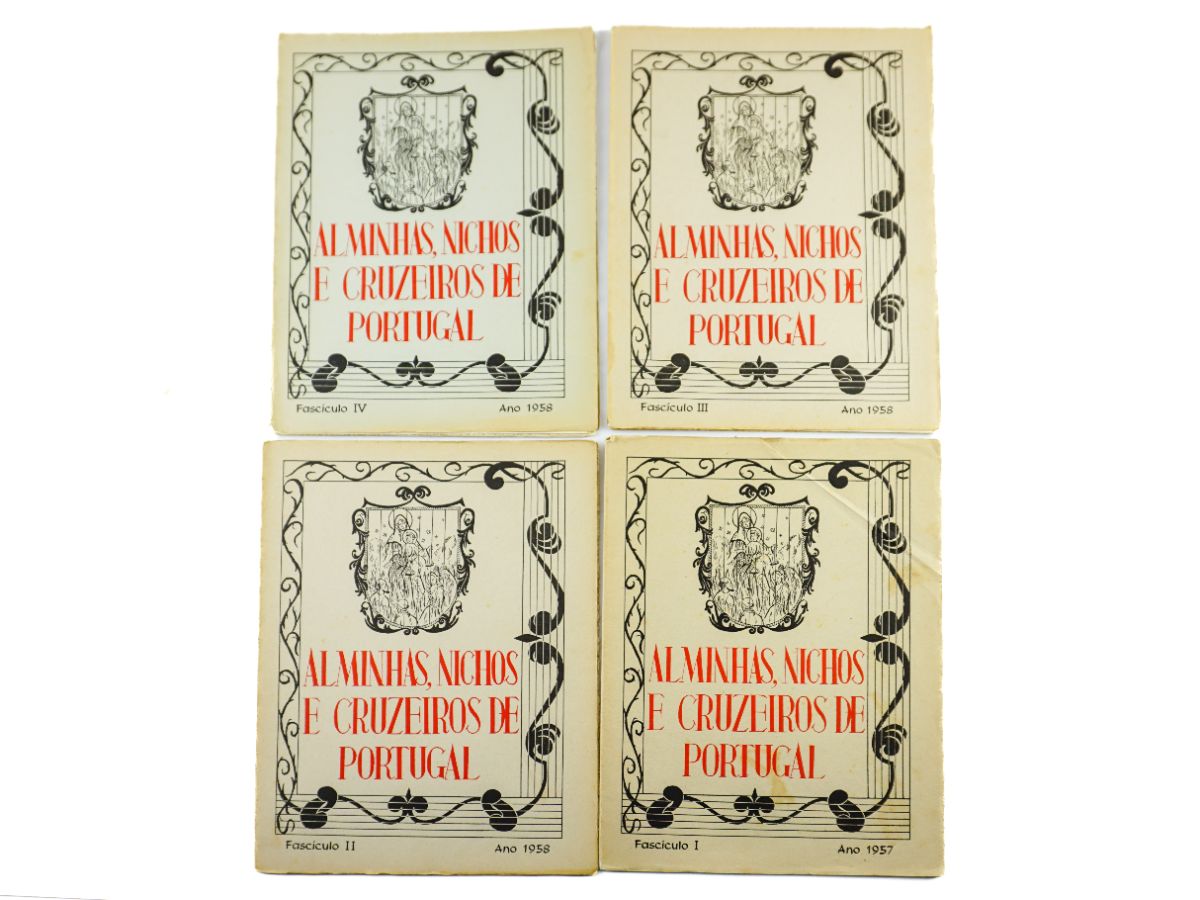 ALMINHAS, NICHOS
E CRUZEIROS DE
PORTUGAL
Fascículo IV Ano 1958
ALMINHAS, NICHOS
E CRUZEIROS DE
PORTUGAL
Fascículo III Ano 1958
ALMINHAS, NICHOS
E CRUZEIROS DE
PORTUGAL
Fascículo II Ano 1958
ALMINHAS, NICHOS
E CRUZEIROS DE
PORTUGAL
Fascículo I Ano 1957